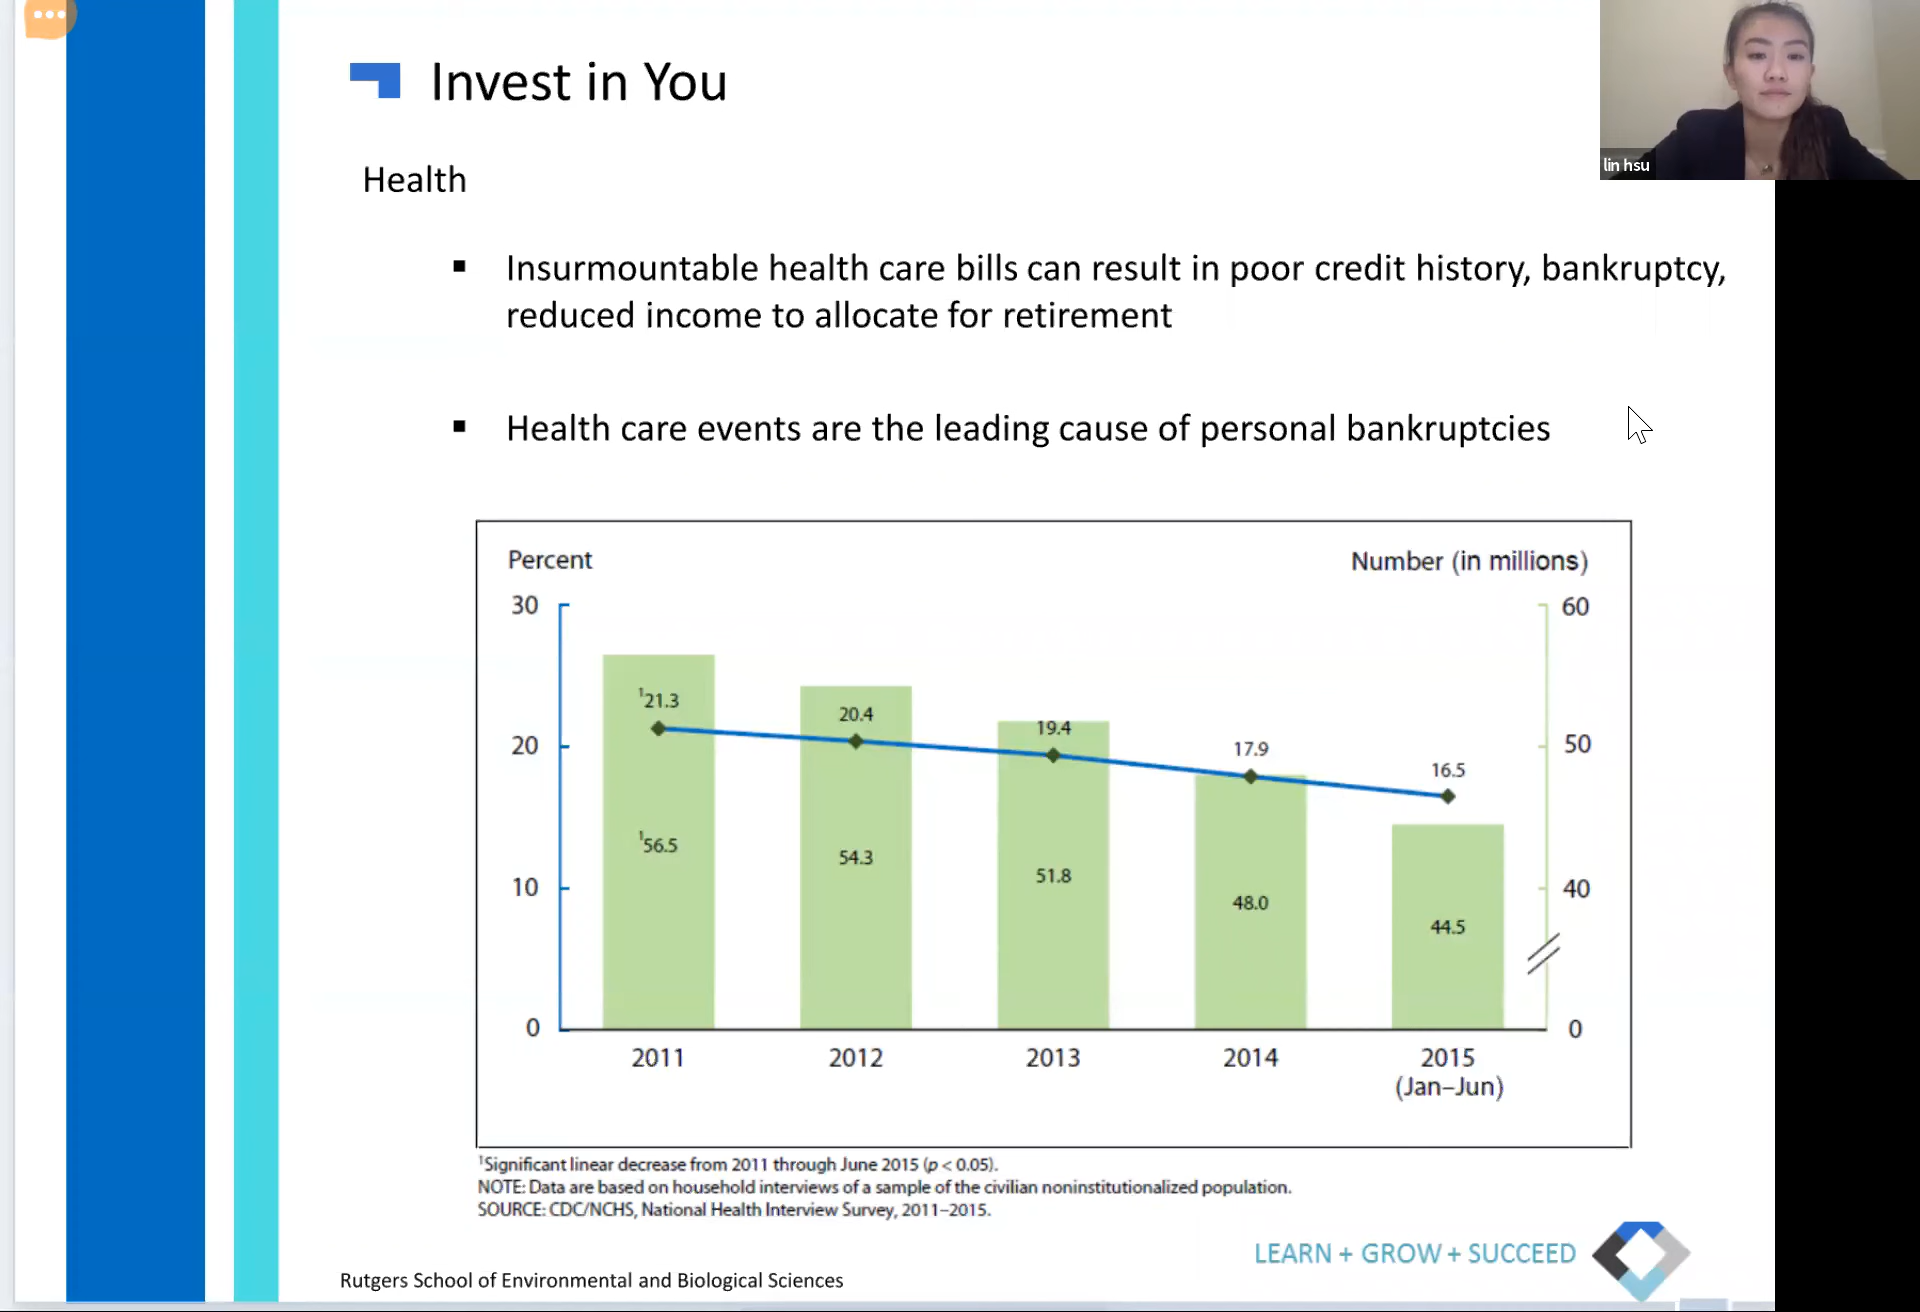 Invest in You
lin hsu
Health
▪ Insurmountable health care bills can result in poor credit history, bankruptcy,
reduced income to allocate for retirement
▪ Health care events are the leading cause of personal bankruptcies
Percent
Number (in millions)
30
60
¹21.3
20.4
19.4
17.9
16.5
20
50
¹56.5
54.3
51.8
48.0
44.5
10
40
0
0
2011
2012
2013
2014
2015
(Jan–Jun)
¹Significant linear decrease from 2011 through June 2015 (p < 0.05).
NOTE: Data are based on household interviews of a sample of the civilian noninstitutionalized population.
SOURCE: CDC/NCHS, National Health Interview Survey, 2011–2015.
LEARN + GROW + SUCCEED
Rutgers School of Environmental and Biological Sciences